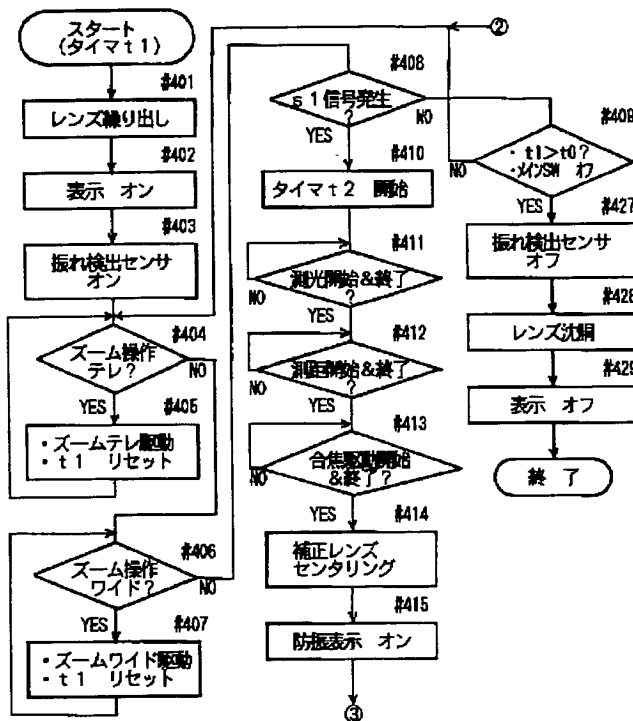 スタート
(タイマt1)
#401
レンズ繰り出し
#402
表示 オン
#403
振れ検出センサ
オン
#404
ズーム操作
テレ?
NO
YES
#405
・ズームテレ駆動
・t1 リセット
#406
ズーム操作
ワイド?
NO
YES
#407
・ズームワイド駆動
・t1 リセット
#408
s1信号発生
?
NO
YES
#410
タイマt2 開始
#411
測光開始&終了
?
NO
YES
#412
測距開始&終了
?
NO
YES
#413
合焦駆動開始
&終了?
NO
YES
#414
補正レンズ
センタリング
#415
防振表示 オン
③
②
#409
・t1>t0?
・メインSW オフ
NO
YES
#427
振れ検出センサ
オフ
#428
レンズ沈胴
#429
表示 オフ
終 了